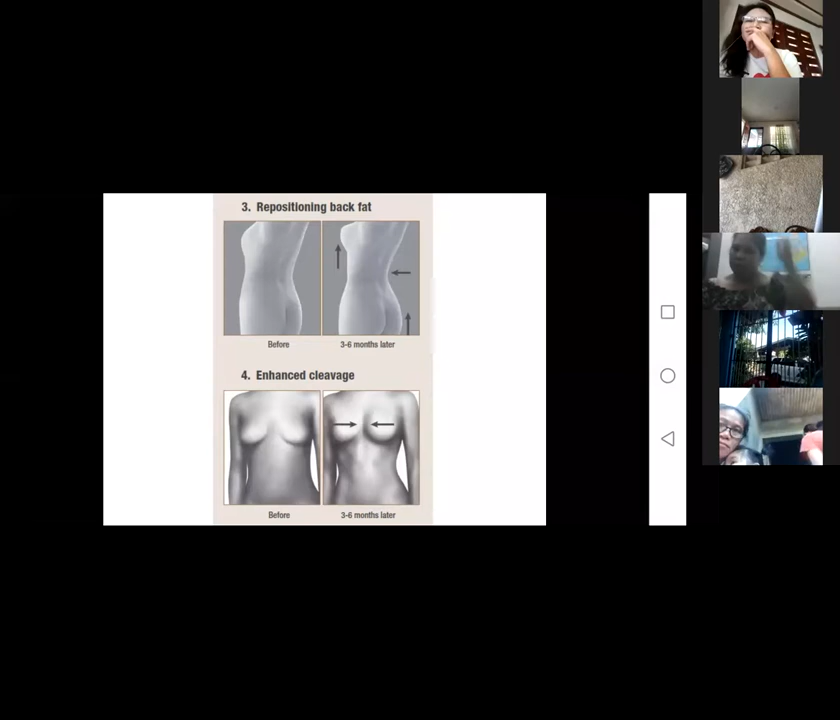 3. Repositioning back fat
Before
3-6 months later
4. Enhanced cleavage
Before
3-6 months later